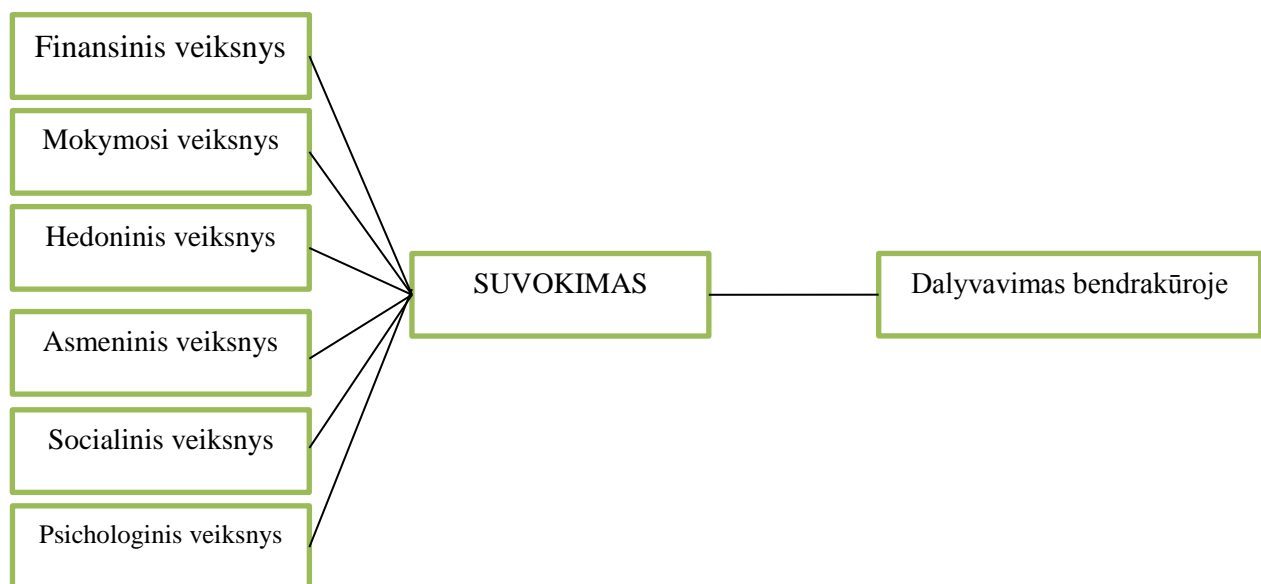 Finansinis veiksnys
Mokymosi veiksnys
Hedoninis veiksnys
Asmeninis veiksnys
Socialinis veiksnys
Psichologinis veiksnys
SUVOKIMAS
Dalyvavimas bendrakūroje